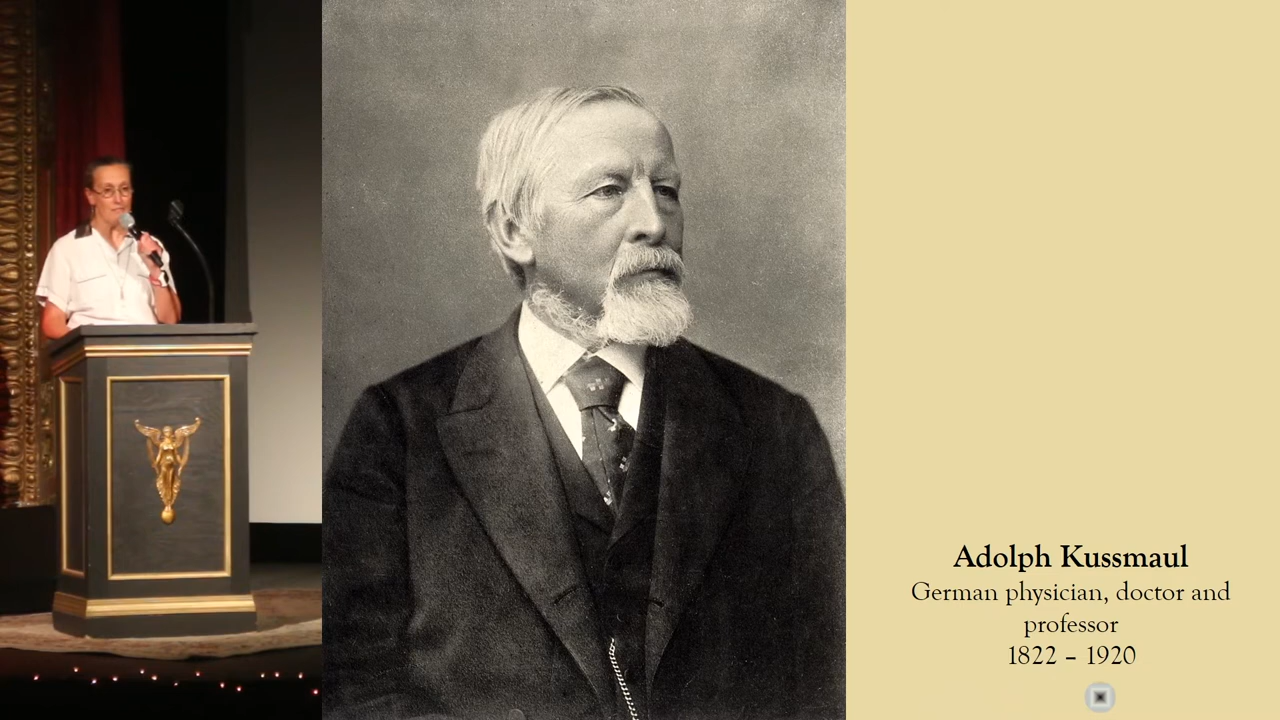 Adolph Kussmaul
German physician, doctor and
professor
1822 – 1920